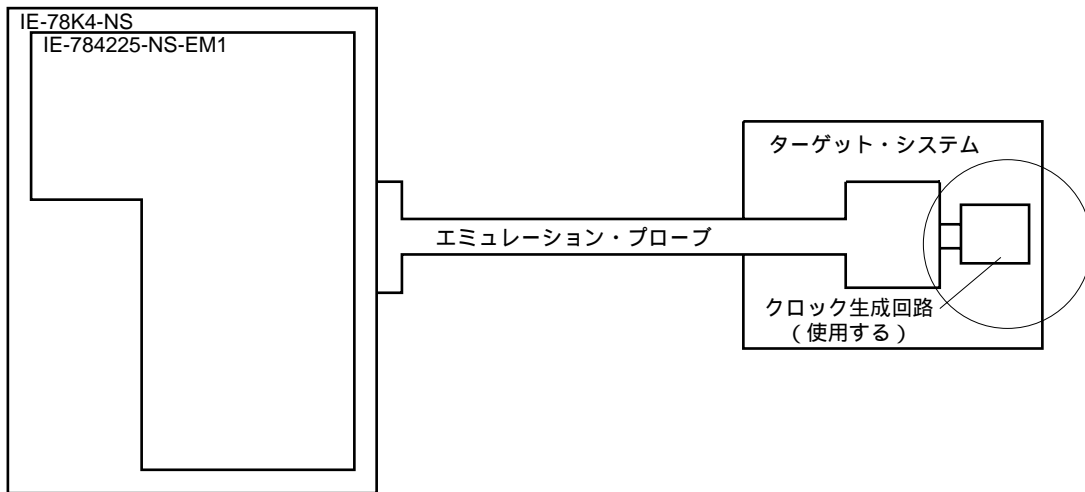 IE-78K4-NS
IE-784225-NS-EM1
ターゲット・システム
エミュレーション・プローブ
クロック生成回路
（使用する）